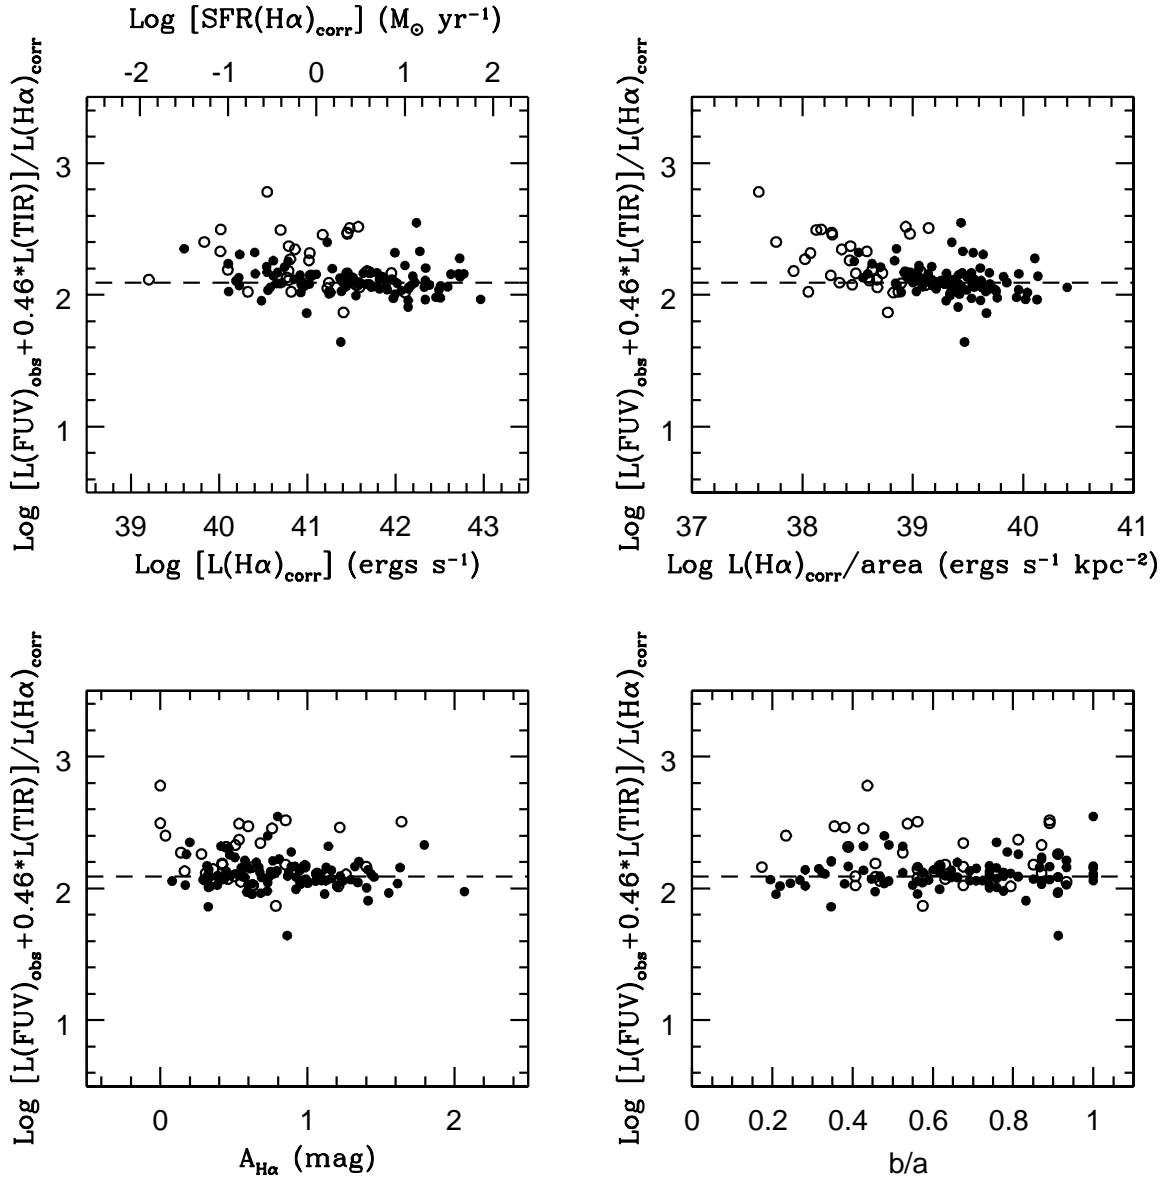 Log [SFR(Hα)corr] (M⊙ yr⁻¹)
-2 -1 0 1 2
Log [L(FUV)obs+0.46*L(TIR)]/L(Hα)corr
3
2
1
39 40 41 42 43
Log [L(Hα)corr] (ergs s⁻¹)
Log [L(FUV)obs+0.46*L(TIR)]/L(Hα)corr
3
2
1
37 38 39 40 41
Log L(Hα)corr/area (ergs s⁻¹ kpc⁻²)
Log [L(FUV)obs+0.46*L(TIR)]/L(Hα)corr
3
2
1
0 1 2
AHα (mag)
Log [L(FUV)obs+0.46*L(TIR)]/L(Hα)corr
3
2
1
0 0.2 0.4 0.6 0.8 1
b/a